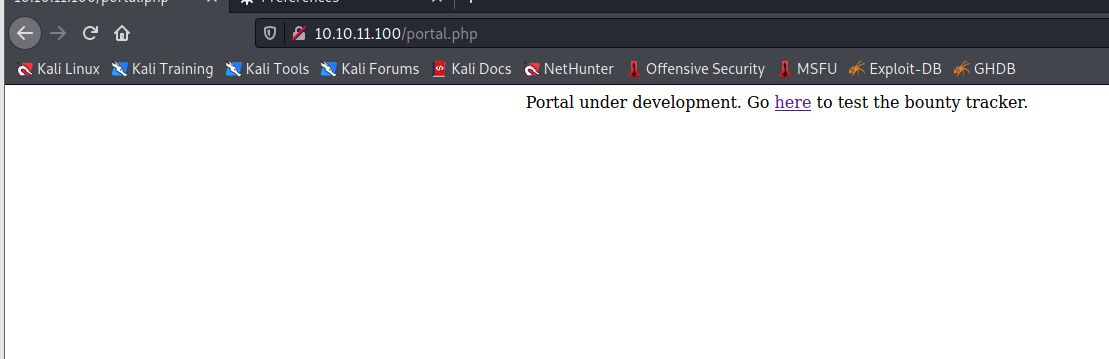 10.10.11.100/portal.php
Preferences
10.10.11.100/portal.php
Kali Linux
Kali Training
Kali Tools
Kali Forums
Kali Docs
NetHunter
Offensive Security
MSFU
Exploit-DB
GHDB
Portal under development. Go here to test the bounty tracker.